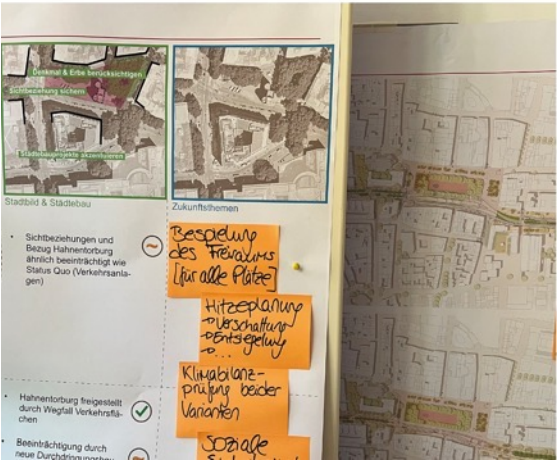 Denkmal & Erbe berücksichtigen
Sichtbeziehung sichern
Städtebauprojekte akzentuieren
Stadtbild & Städtebau
Zukunftsthemen
• Sichtbeziehungen und
Bezug Hahnentorburg
ähnlich beeinträchtigt wie
Status Quo (Verkehrsanla-
gen)
~
Bespielung
des Freiraums
[für alle Plätze]
Hitzeplanung
→Verschattung
→Entsiegelung
→...
Klimabilanz-
prüfung beider
Varianten
• Hahnentorburg freigestellt
durch Wegfall Verkehrsflä-
chen
✓
• Beeinträchtigung durch
neue
~
Soziale